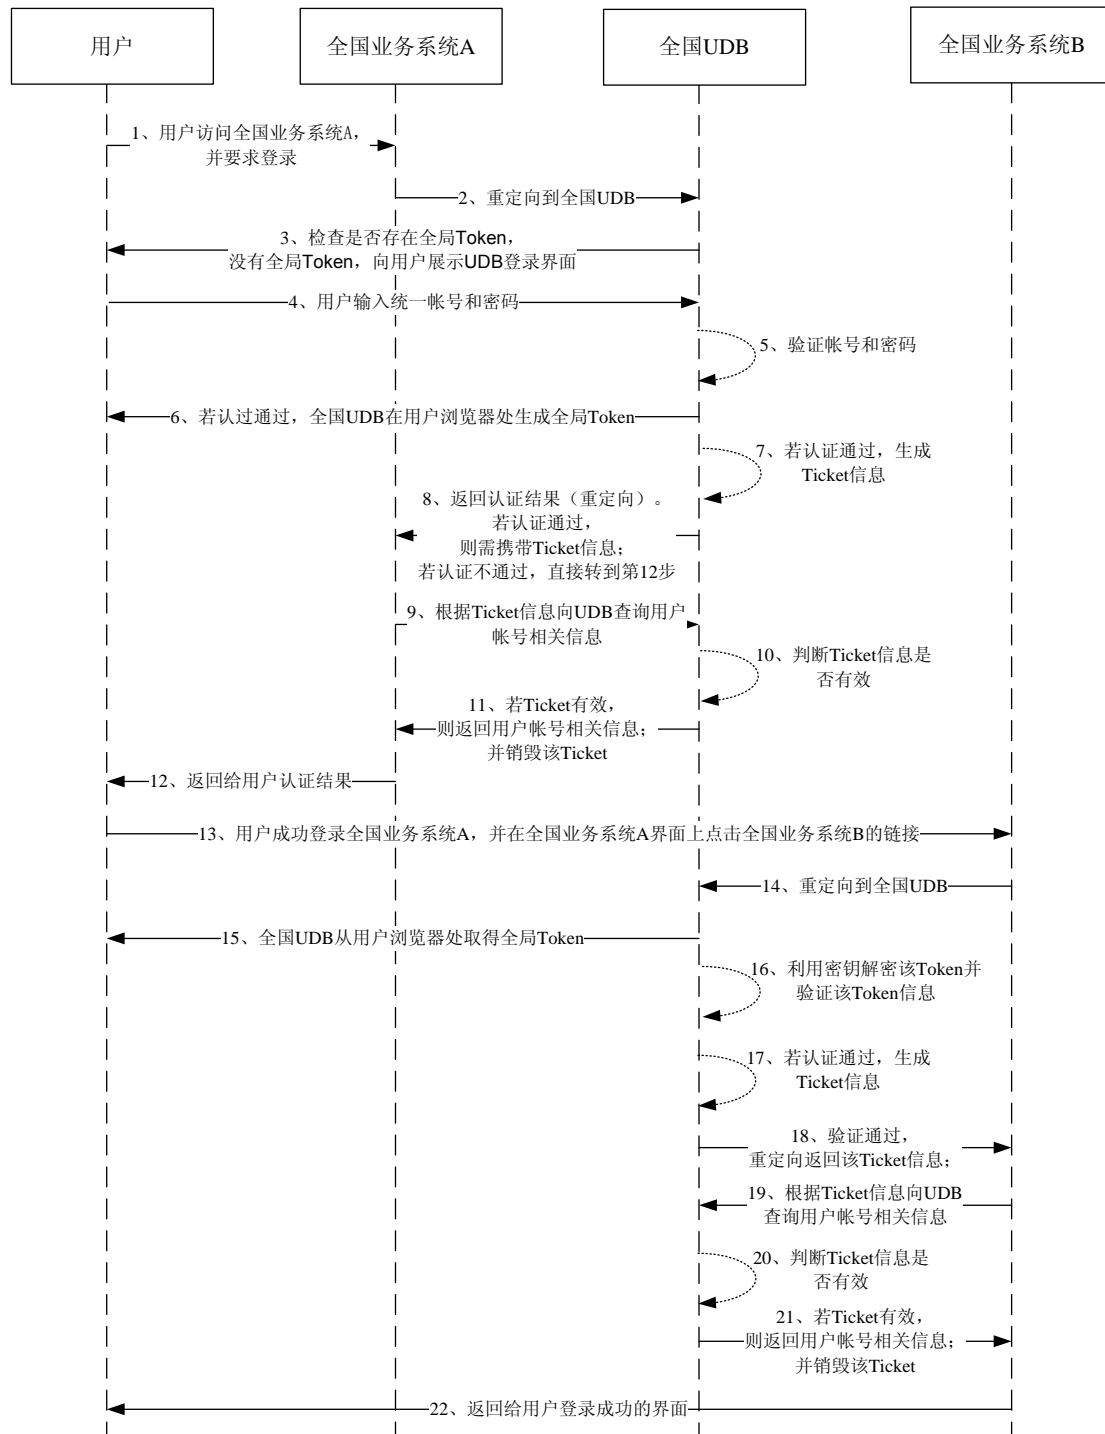 用户
全国业务系统A
全国UDB
全国业务系统B
1、用户访问全国业务系统A，
并要求登录
2、重定向到全国UDB
3、检查是否存在全局Token，
没有全局Token，向用户展示UDB登录界面
4、用户输入统一帐号和密码
5、验证帐号和密码
6、若认过通过，全国UDB在用户浏览器处生成全局Token
7、若认证通过，生成
Ticket信息
8、返回认证结果（重定向）。
若认证通过，
则需携带Ticket信息；
若认证不通过，直接转到第12步
9、根据Ticket信息向UDB查询用户
帐号相关信息
10、判断Ticket信息是
否有效
11、若Ticket有效，
则返回用户帐号相关信息；
并销毁该Ticket
12、返回给用户认证结果
13、用户成功登录全国业务系统A，并在全国业务系统A界面上点击全国业务系统B的链接
14、重定向到全国UDB
15、全国UDB从用户浏览器处取得全局Token
16、利用密钥解密该Token并
验证该Token信息
17、若认证通过，生成
Ticket信息
18、验证通过，
重定向返回该Ticket信息；
19、根据Ticket信息向UDB
查询用户帐号相关信息
20、判断Ticket信息是
否有效
21、若Ticket有效，
则返回用户帐号相关信息；
并销毁该Ticket
22、返回给用户登录成功的界面